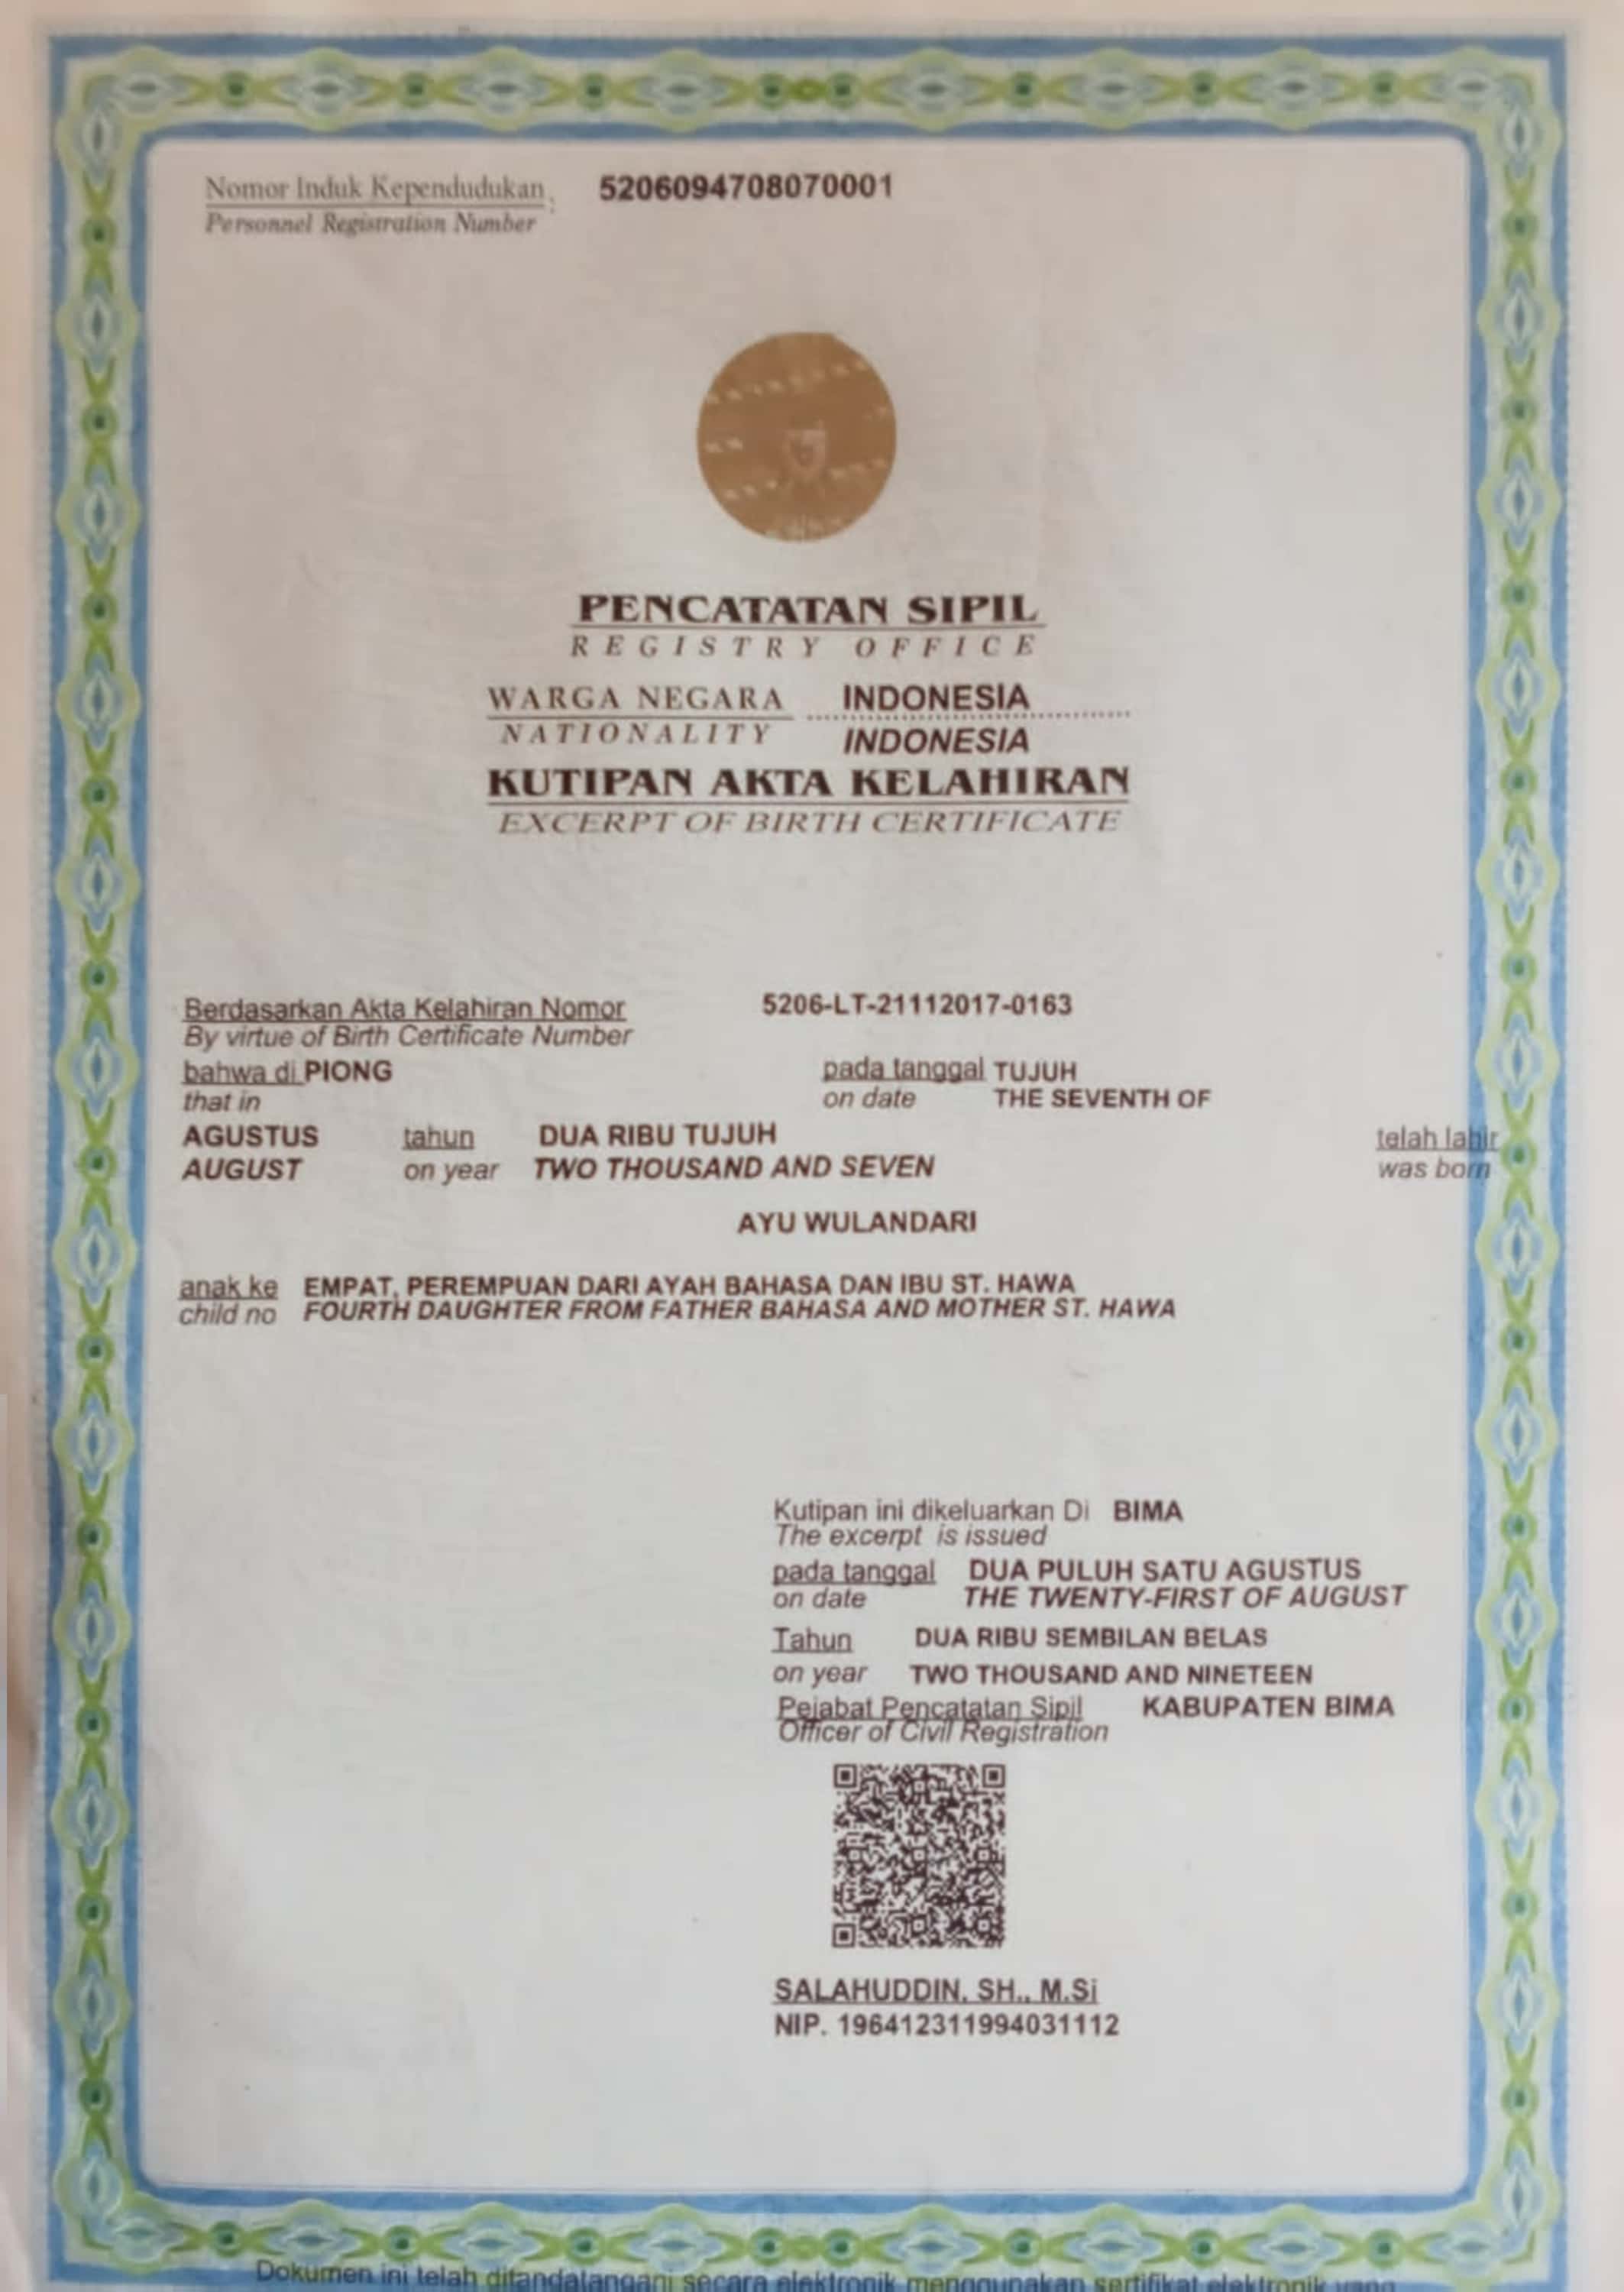 Nomor Induk Kependudukan : 5206094708070001
Personnel Registration Number
PENCATATAN SIPIL
REGISTRY OFFICE
WARGA NEGARA INDONESIA
NATIONALITY INDONESIA
KUTIPAN AKTA KELAHIRAN
EXCERPT OF BIRTH CERTIFICATE
Berdasarkan Akta Kelahiran Nomor 5206-LT-21112017-0163
By virtue of Birth Certificate Number
bahwa di PIONG pada tanggal TUJUH
that in on date THE SEVENTH OF
AGUSTUS tahun DUA RIBU TUJUH telah lahir
AUGUST on year TWO THOUSAND AND SEVEN was born
AYU WULANDARI
anak ke EMPAT, PEREMPUAN DARI AYAH BAHASA DAN IBU ST. HAWA
child no FOURTH DAUGHTER FROM FATHER BAHASA AND MOTHER ST. HAWA
Kutipan ini dikeluarkan Di BIMA
The excerpt is issued
pada tanggal DUA PULUH SATU AGUSTUS
on date THE TWENTY-FIRST OF AUGUST
Tahun DUA RIBU SEMBILAN BELAS
on year TWO THOUSAND AND NINETEEN
Pejabat Pencatatan Sipil KABUPATEN BIMA
Officer of Civil Registration
SALAHUDDIN, SH., M.Si
NIP. 196412311994031112
Dokumen ini telah ditandatangani secara elektronik menggunakan sertifikat elektronik yang